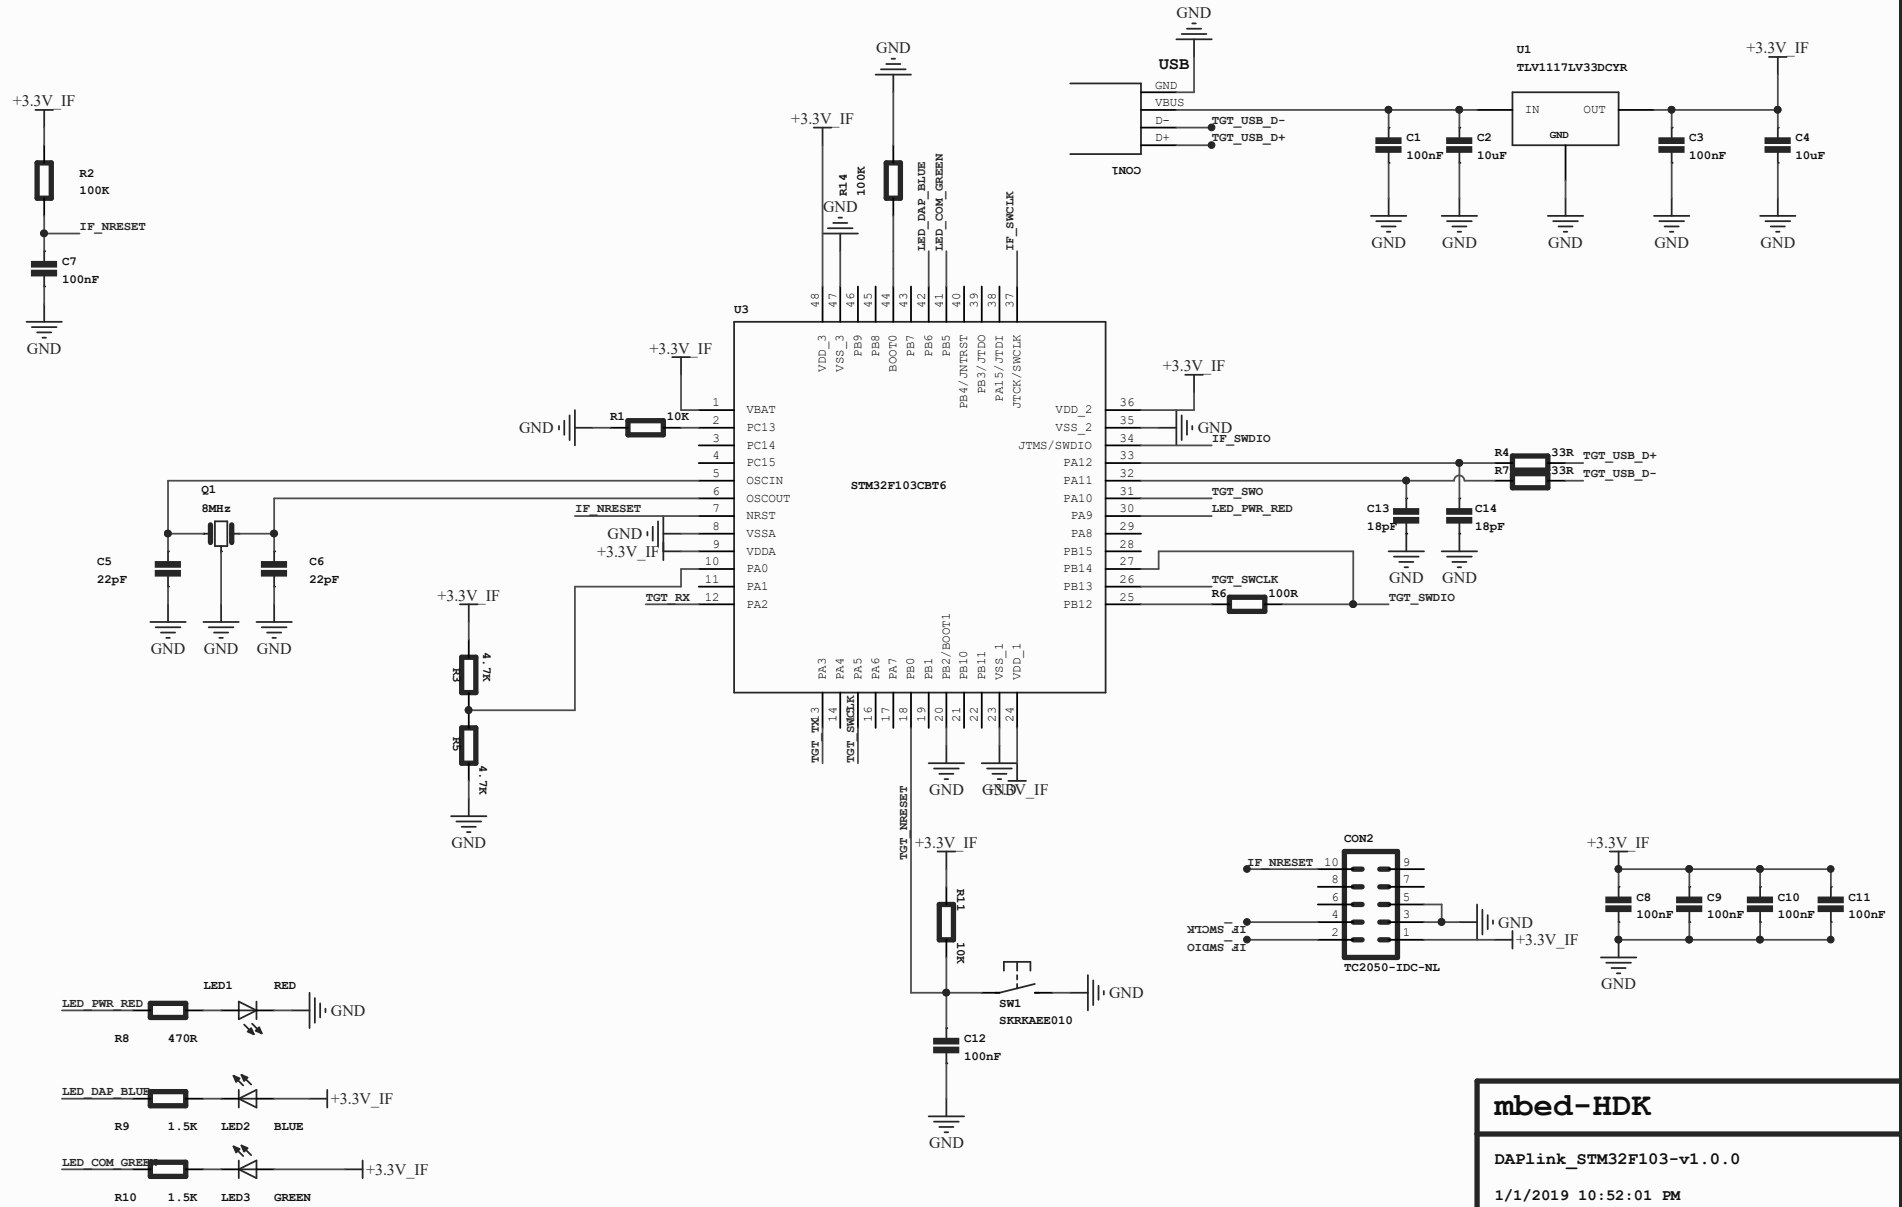 GND
USB
GND
VBUS
D-
D+
TGT_USB_D-
TGT_USB_D+
CON1
U1
TLV1117LV33DCYR
IN
OUT
GND
+3.3V_IF
C1
100nF
C2
10uF
C3
100nF
C4
10uF
GND
GND
GND
GND
GND
+3.3V_IF
R2
100K
IF_NRESET
C7
100nF
GND
GND
+3.3V_IF
R14
100K
GND
LED_DAP_BLUE
LED_COM_GREEN
IF_SWCLK
U3
48
47
46
45
44
43
42
41
40
39
38
37
VDD_3
VSS_3
PB9
PB8
BOOT0
PB7
PB6
PB5
PB4/JNTRST
PB3/JTDO
PA15/JTDI
JTCK/SWCLK
STM32F103CBT6
+3.3V_IF
GND
R1
10K
1 VBAT
2 PC13
3 PC14
4 PC15
5 OSCIN
6 OSCOUT
7 NRST
8 VSSA
9 VDDA
10 PA0
11 PA1
12 PA2
IF_NRESET
GND
+3.3V_IF
TGT_RX
VDD_2 36
VSS_2 35
JTMS/SWDIO 34
PA12 33
PA11 32
PA10 31
PA9 30
PA8 29
PB15 28
PB14 27
PB13 26
PB12 25
+3.3V_IF
GND
IF_SWDIO
R4
33R
TGT_USB_D+
R7
33R
TGT_USB_D-
TGT_SWO
LED_PWR_RED
C13
18pF
C14
18pF
GND
GND
TGT_SWCLK
R6
100R
TGT_SWDIO
Q1
8MHz
C5
22pF
C6
22pF
GND
GND
GND
+3.3V_IF
R3
4.7K
R5
4.7K
GND
PA3
PA4
PA5
PA6
PA7
PB0
PB1
PB2/BOOT1
PB10
PB11
VSS_1
VDD_1
13
14
16
17
18
19
20
21
22
23
24
TGT_TX
TGT_SWCLK
TGT_NRESET
GND
GND
+3.3V_IF
+3.3V_IF
R11
10K
SW1
SKRKAEE010
GND
C12
100nF
GND
CON2
IF_NRESET
10
9
8
7
6
5
4
3
2
1
IF_SWCLK
IF_SWDIO
GND
+3.3V_IF
TC2050-IDC-NL
+3.3V_IF
C8
100nF
C9
100nF
C10
100nF
C11
100nF
GND
LED_PWR_RED
LED1
RED
GND
R8
470R
LED_DAP_BLUE
+3.3V_IF
R9
1.5K
LED2
BLUE
LED_COM_GREEN
+3.3V_IF
R10
1.5K
LED3
GREEN
mbed-HDK
DAPlink_STM32F103-v1.0.0
1/1/2019 10:52:01 PM